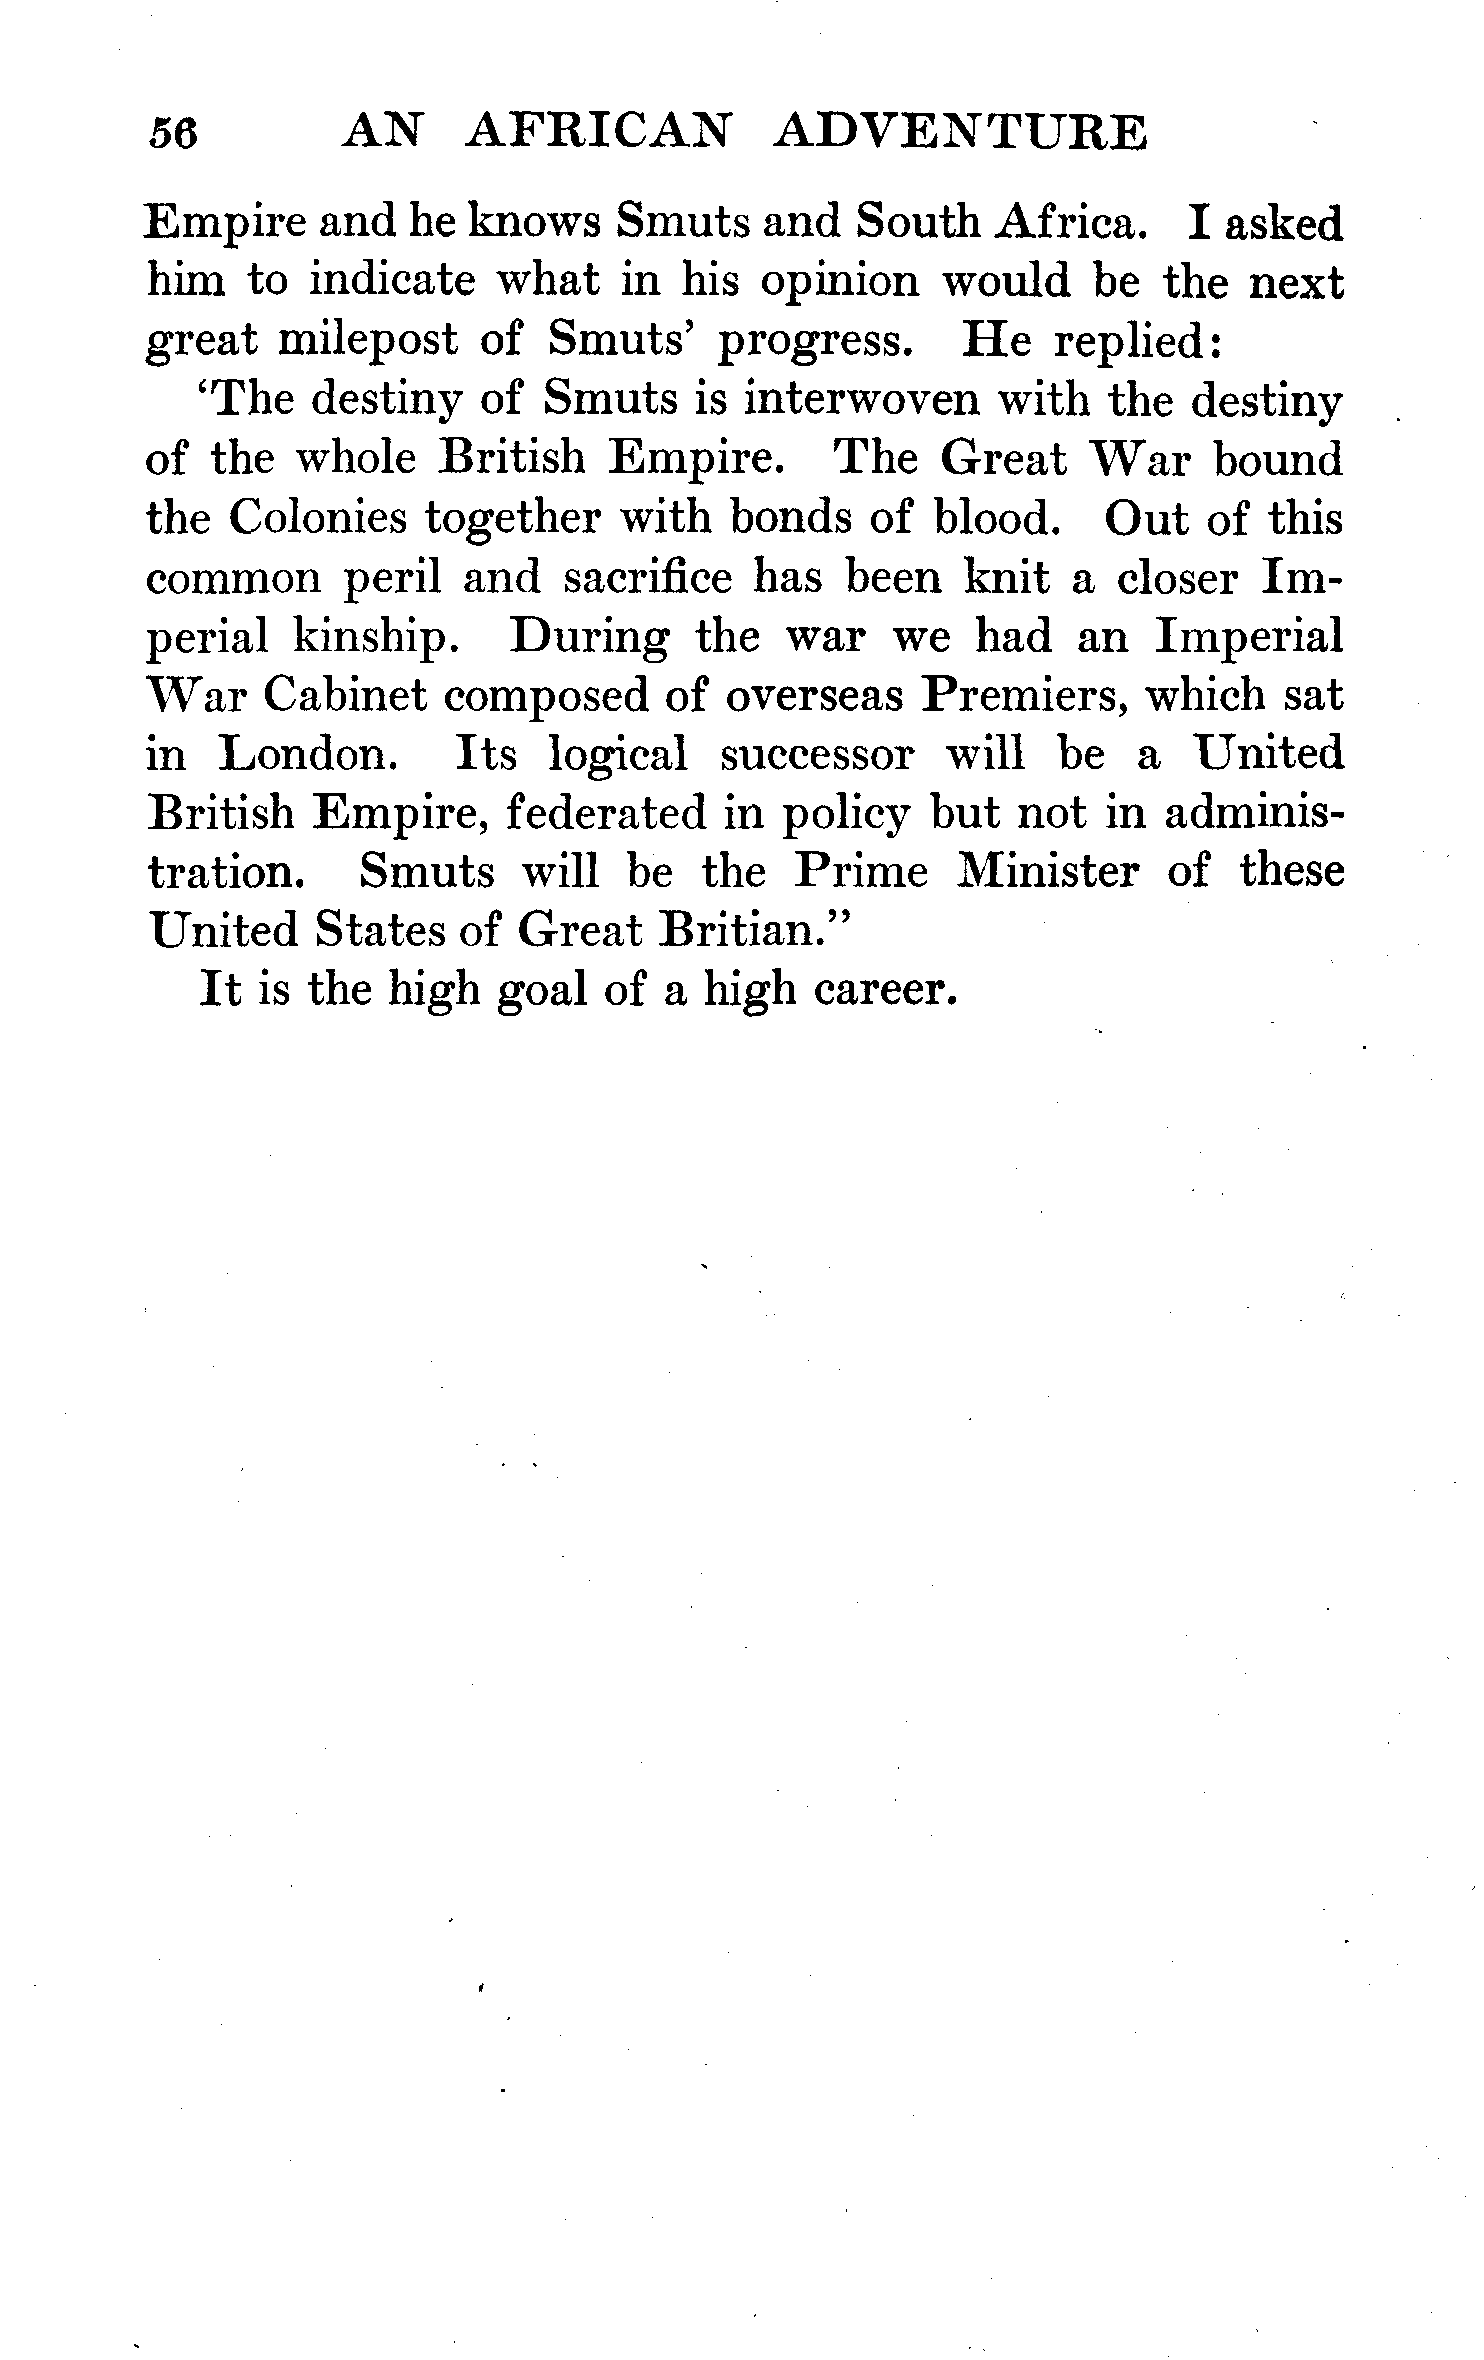 56 AN AFRICAN ADVENTURE
Empire and he knows Smuts and South Africa. I asked
him to indicate what in his opinion would be the next
great milepost of Smuts' progress. He replied:
‘The destiny of Smuts is interwoven with the destiny
of the whole British Empire. The Great War bound
the Colonies together with bonds of blood. Out of this
common peril and sacrifice has been knit a closer Im-
perial kinship. During the war we had an Imperial
War Cabinet composed of overseas Premiers, which sat
in London. Its logical successor will be a United
British Empire, federated in policy but not in adminis-
tration. Smuts will be the Prime Minister of these
United States of Great Britian.”
It is the high goal of a high career.